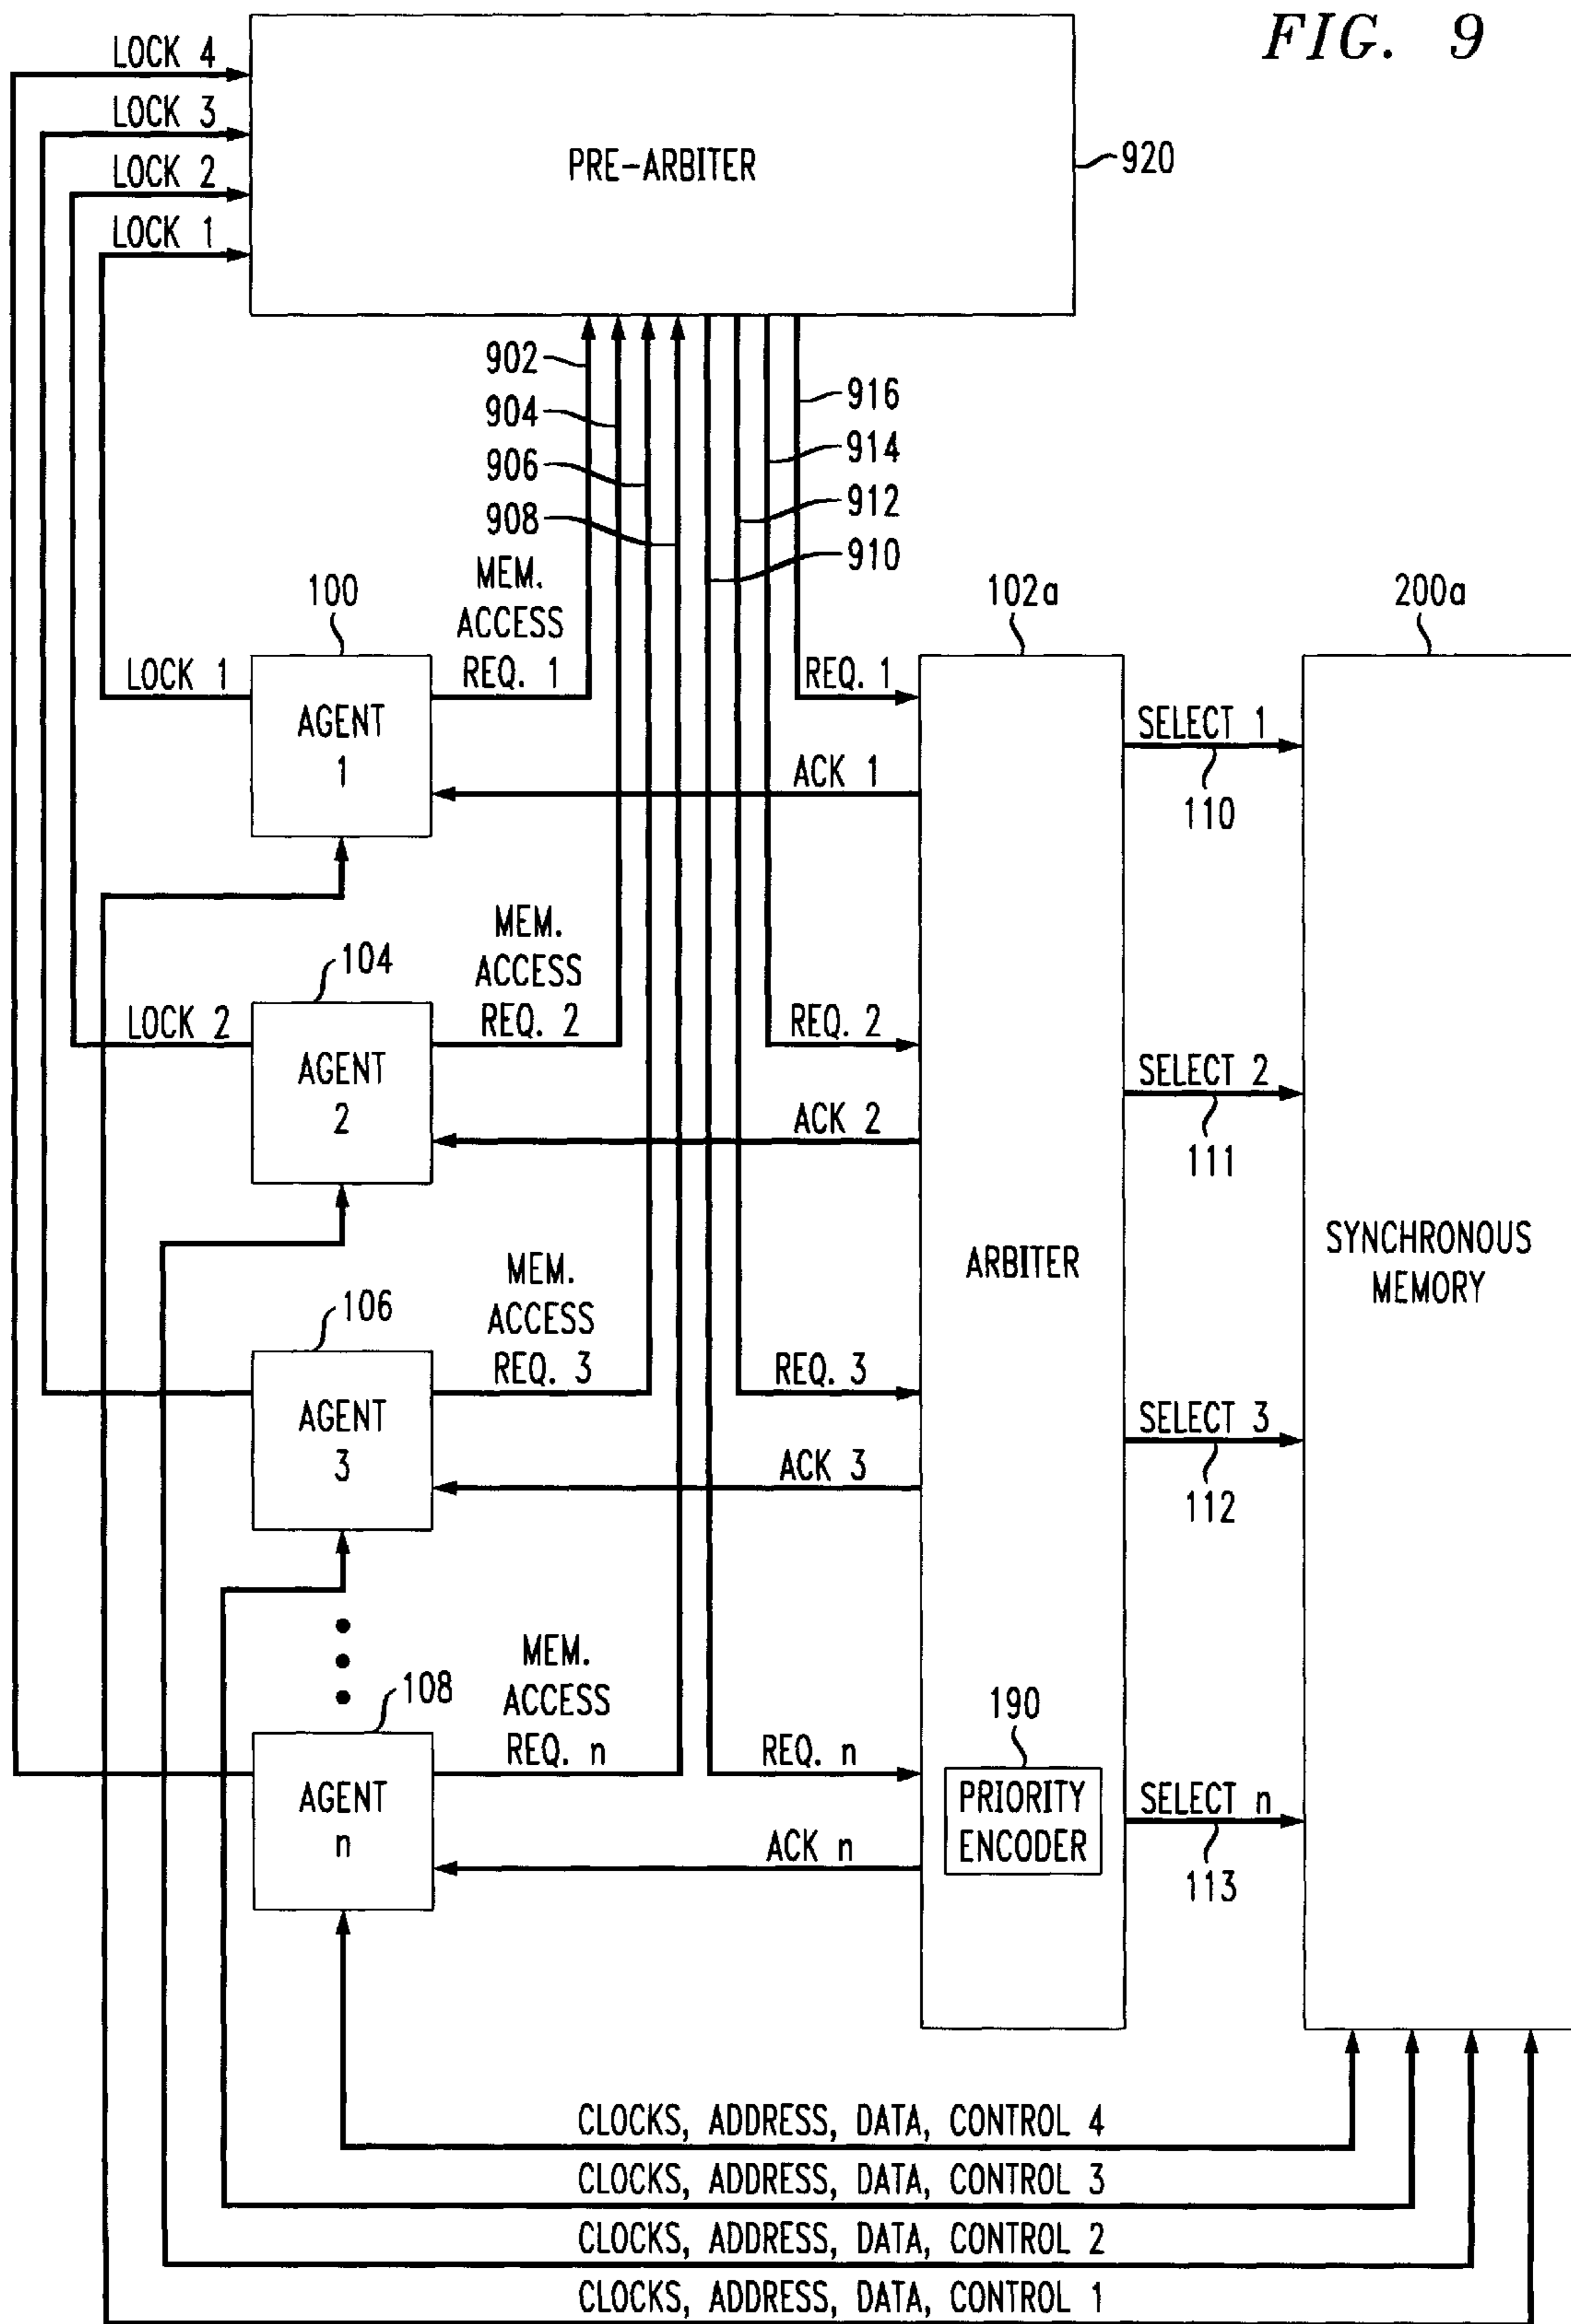 FIG. 9
LOCK 4
LOCK 3
LOCK 2
LOCK 1
PRE-ARBITER
920
902
904
906
908
916
914
912
910
100
MEM.
ACCESS
REQ. 1
LOCK 1
AGENT
1
REQ. 1
ACK 1
102a
200a
SELECT 1
110
104
MEM.
ACCESS
REQ. 2
LOCK 2
AGENT
2
REQ. 2
ACK 2
SELECT 2
111
ARBITER
SYNCHRONOUS
MEMORY
106
MEM.
ACCESS
REQ. 3
AGENT
3
REQ. 3
ACK 3
SELECT 3
112
108
MEM.
ACCESS
REQ. n
AGENT
n
REQ. n
ACK n
190
PRIORITY
ENCODER
SELECT n
113
CLOCKS, ADDRESS, DATA, CONTROL 4
CLOCKS, ADDRESS, DATA, CONTROL 3
CLOCKS, ADDRESS, DATA, CONTROL 2
CLOCKS, ADDRESS, DATA, CONTROL 1